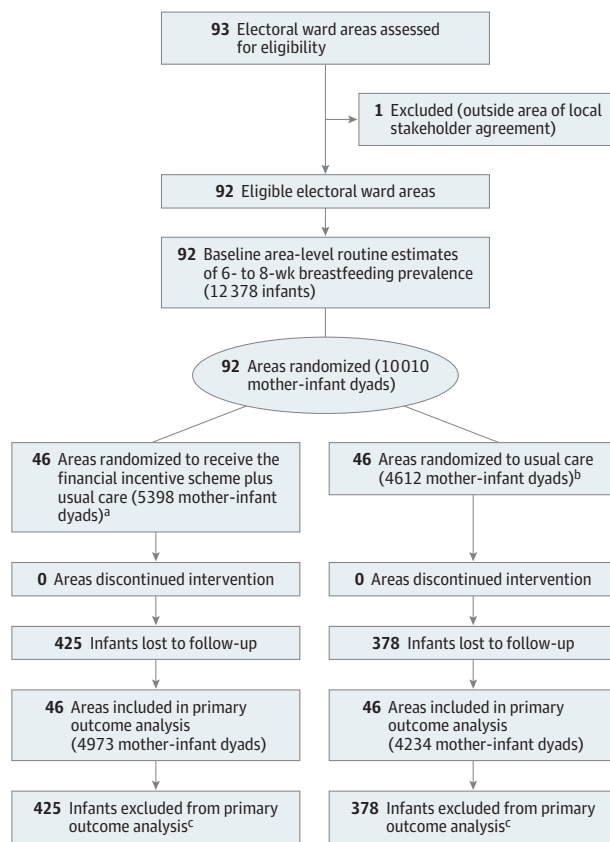 93 Electoral ward areas assessed
for eligibility
1 Excluded (outside area of local
stakeholder agreement)
92 Eligible electoral ward areas
92 Baseline area-level routine estimates
of 6- to 8-wk breastfeeding prevalence
(12 378 infants)
92 Areas randomized (10 010
mother-infant dyads)
46 Areas randomized to receive the
financial incentive scheme plus
usual care (5398 mother-infant
dyads)a
46 Areas randomized to usual care
(4612 mother-infant dyads)b
0 Areas discontinued intervention
0 Areas discontinued intervention
425 Infants lost to follow-up
378 Infants lost to follow-up
46 Areas included in primary
outcome analysis
(4973 mother-infant dyads)
46 Areas included in primary
outcome analysis
(4234 mother-infant dyads)
425 Infants excluded from primary
outcome analysisc
378 Infants excluded from primary
outcome analysisc